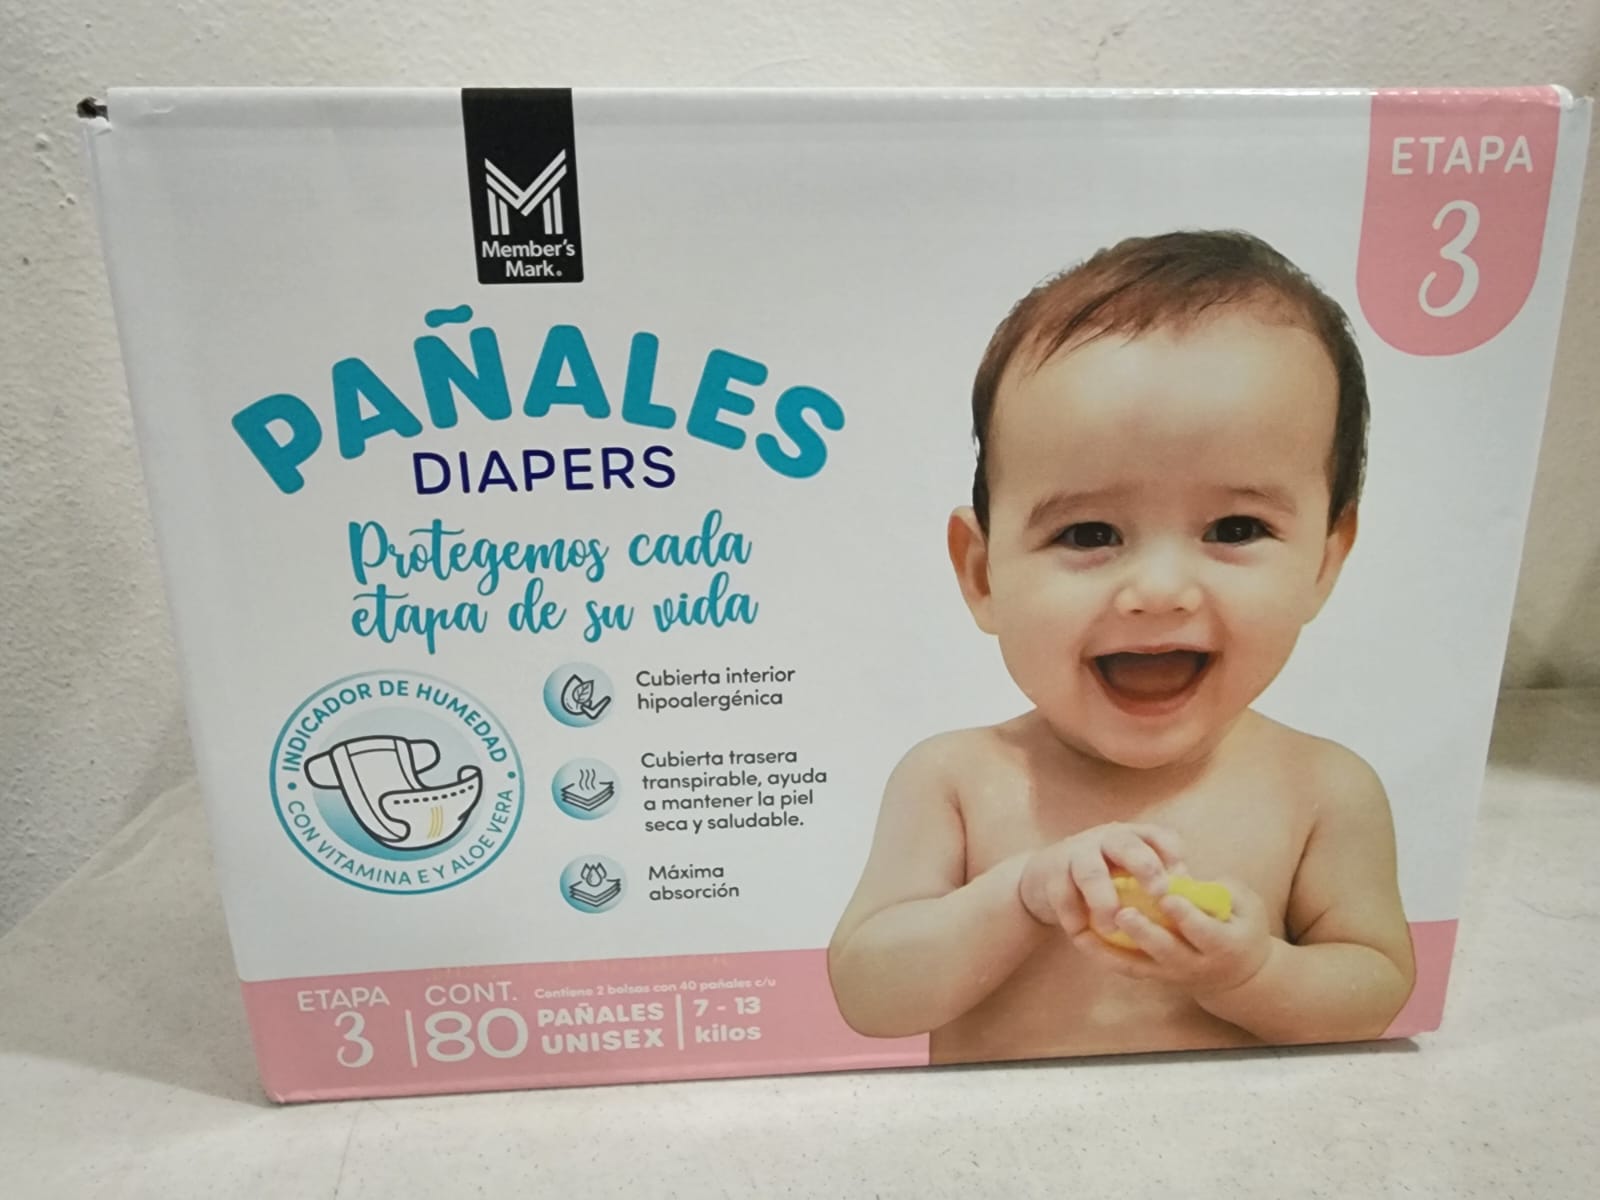 Member's
Mark.
ETAPA
3
PAÑALES
DIAPERS
Protegemos cada
etapa de su vida
INDICADOR DE HUMEDAD
CON VITAMINA E Y ALOE VERA
Cubierta interior
hipoalergénica
Cubierta trasera
transpirable, ayuda
a mantener la piel
seca y saludable.
Máxima
absorción
ETAPA
3
CONT.
80
Contiene 2 bolsas con 40 pañales c/u
PAÑALES
UNISEX
7 - 13
kilos